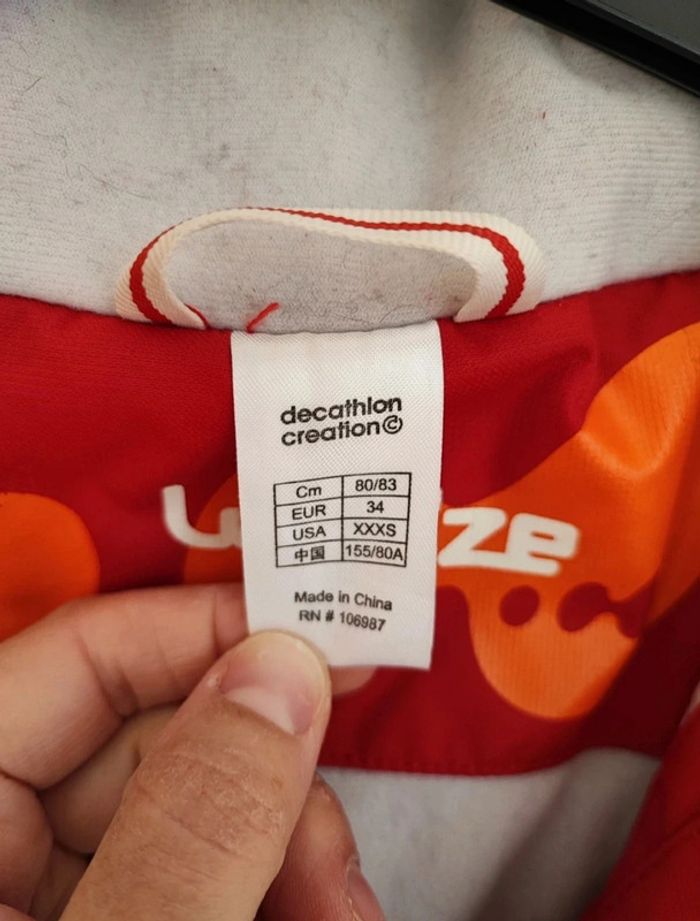 decathlon
creation©
Cm 80/83
EUR 34
USA XXXS
中国 155/80A
Made in China
RN # 106987